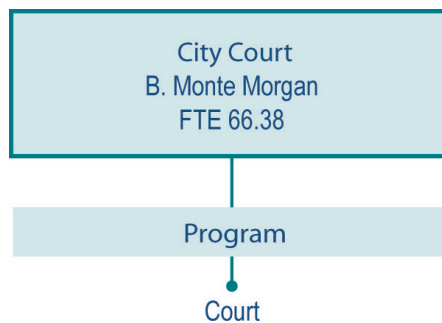 City Court
B. Monte Morgan
FTE 66.38
Program
Court